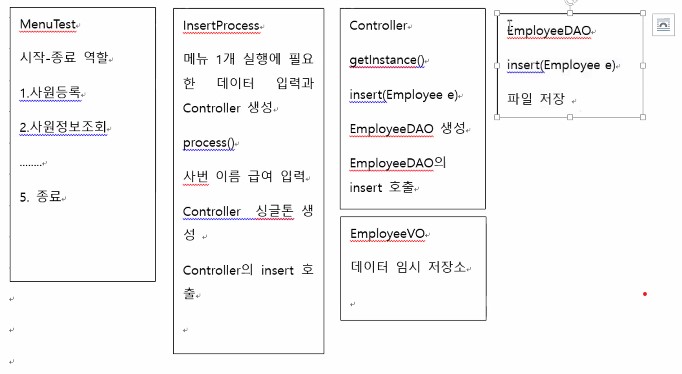 MenuTest
시작-종료 역할
1.사원등록
2.사원정보조회
........
5. 종료
InsertProcess
메뉴 1개 실행에 필요
한 데이터 입력과
Controller 생성
process()
사번 이름 급여 입력
Controller 싱글톤 생
성
Controller의 insert 호
출
Controller
getInstance()
insert(Employee e)
EmployeeDAO 생성
EmployeeDAO의
insert 호출
EmployeeVO
데이터 임시 저장소
EmployeeDAO
insert(Employee e)
파일 저장